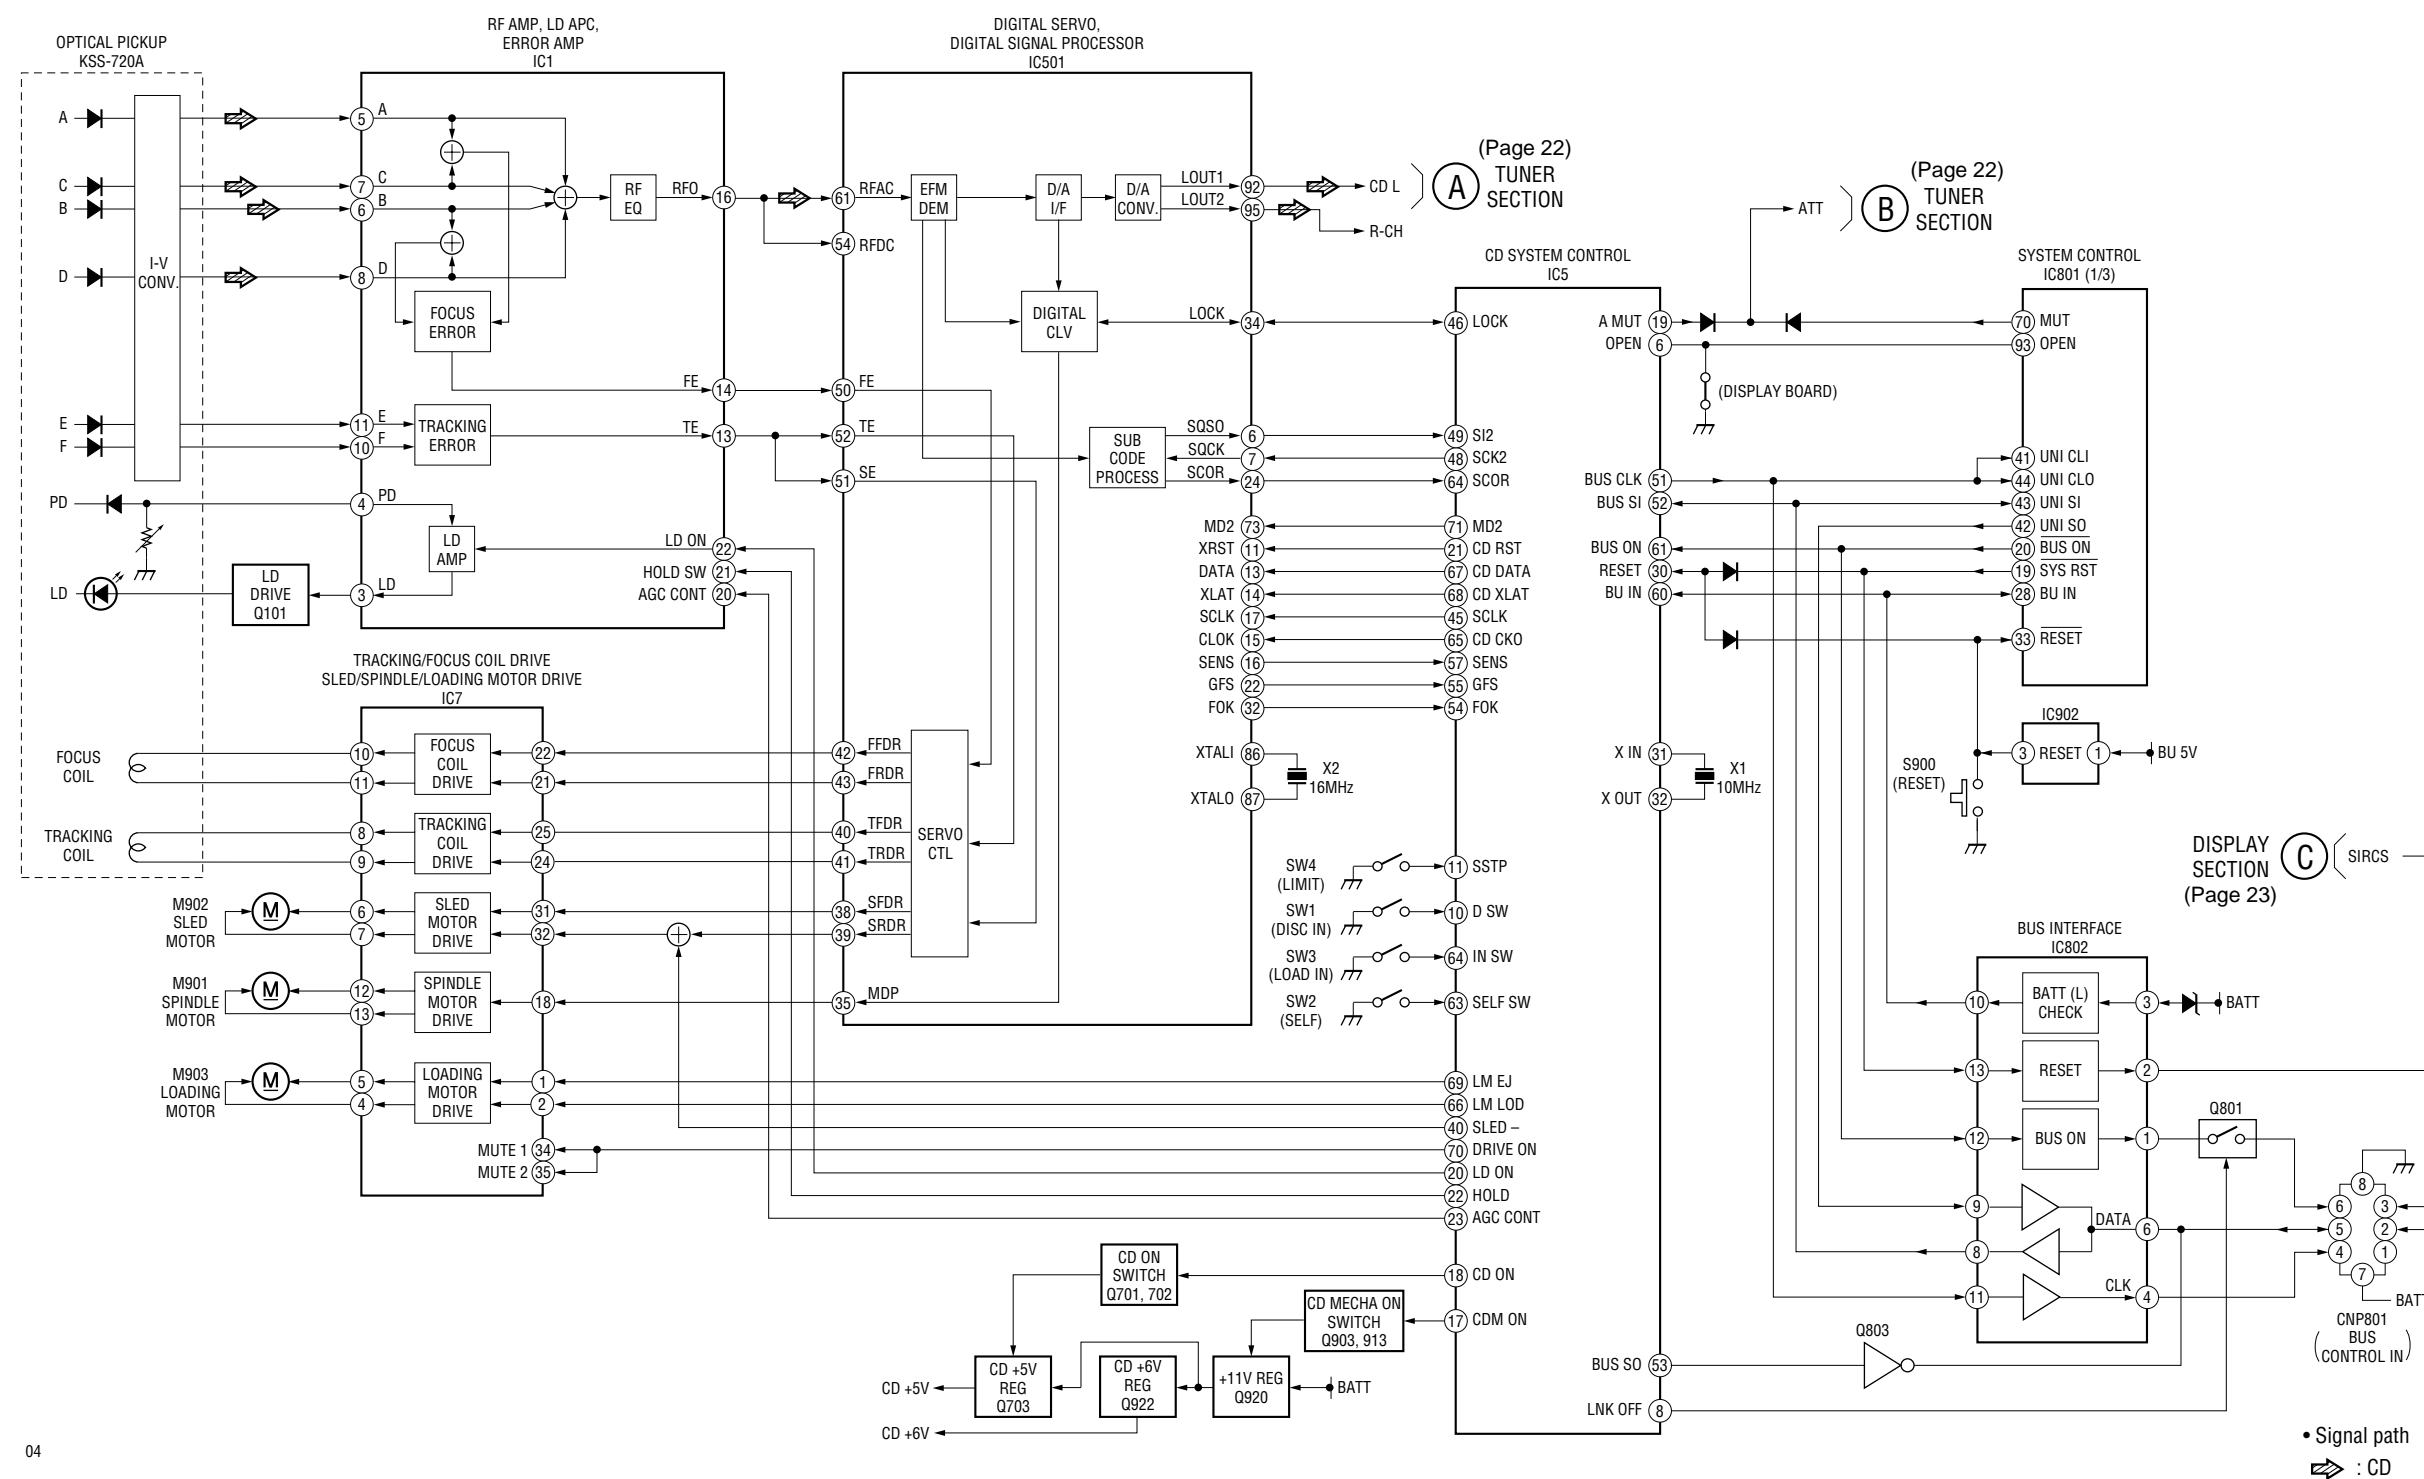 OPTICAL PICKUP
KSS-720A
RF AMP, LD APC,
ERROR AMP
IC1
DIGITAL SERVO,
DIGITAL SIGNAL PROCESSOR
IC501
A
C
B
D
E
F
PD
LD
I-V
CONV.
5 A
7 C
6 B
8 D
11 E
10 F
4 PD
3 LD
RF
EQ
RFO 16
FOCUS
ERROR
FE 14
TRACKING
ERROR
TE 13
LD
AMP
LD ON 22
HOLD SW 21
AGC CONT 20
LD
DRIVE
Q101
61 RFAC
54 RFDC
EFM
DEM
D/A
I/F
D/A
CONV.
LOUT1 92
LOUT2 95
CD L
R-CH
A
(Page 22)
TUNER
SECTION
DIGITAL
CLV
LOCK 34
50 FE
52 TE
51 SE
SUB
CODE
PROCESS
SQSO 6
SQCK 7
SCOR 24
MD2 73
XRST 11
DATA 13
XLAT 14
SCLK 17
CLOK 15
SENS 16
GFS 22
FOK 32
XTALI 86
XTALO 87
X2
16MHz
42 FFDR
43 FRDR
40 TFDR
41 TRDR
38 SFDR
39 SRDR
35 MDP
SERVO
CTL
TRACKING/FOCUS COIL DRIVE
SLED/SPINDLE/LOADING MOTOR DRIVE
IC7
FOCUS
COIL
TRACKING
COIL
M902
SLED
MOTOR
M901
SPINDLE
MOTOR
M903
LOADING
MOTOR
M
M
M
10
11
FOCUS
COIL
DRIVE
22
21
8
9
TRACKING
COIL
DRIVE
25
24
6
7
SLED
MOTOR
DRIVE
31
32
12
13
SPINDLE
MOTOR
DRIVE
18
5
4
LOADING
MOTOR
DRIVE
1
2
MUTE 1 34
MUTE 2 35
CD SYSTEM CONTROL
IC5
46 LOCK
49 SI2
48 SCK2
64 SCOR
71 MD2
21 CD RST
67 CD DATA
68 CD XLAT
45 SCLK
65 CD CKO
57 SENS
55 GFS
54 FOK
SW4
(LIMIT)
11 SSTP
SW1
(DISC IN)
10 D SW
SW3
(LOAD IN)
64 IN SW
SW2
(SELF)
63 SELF SW
69 LM EJ
66 LM LOD
40 SLED –
70 DRIVE ON
20 LD ON
22 HOLD
23 AGC CONT
18 CD ON
17 CDM ON
A MUT 19
OPEN 6
BUS CLK 51
BUS SI 52
BUS ON 61
RESET 30
BU IN 60
X IN 31
X OUT 32
X1
10MHz
BUS SO 53
LNK OFF 8
CD ON
SWITCH
Q701, 702
CD MECHA ON
SWITCH
Q903, 913
CD +5V
REG
Q703
CD +6V
REG
Q922
+11V REG
Q920
BATT
CD +5V
CD +6V
(DISPLAY BOARD)
ATT
B
(Page 22)
TUNER
SECTION
SYSTEM CONTROL
IC801 (1/3)
70 MUT
93 OPEN
41 UNI CLI
44 UNI CLO
43 UNI SI
42 UNI SO
20 BUS ON
19 SYS RST
28 BU IN
33 RESET
IC902
3 RESET 1
BU 5V
S900
(RESET)
DISPLAY
SECTION
(Page 23)
C
SIRCS
BUS INTERFACE
IC802
10
BATT (L)
CHECK
3
BATT
13
RESET
2
12
BUS ON
1
9
8
DATA 6
11
CLK 4
Q801
Q803
8
6
5
4
3
2
1
7
CNP801
BUS
CONTROL IN
• Signal path
: CD
04